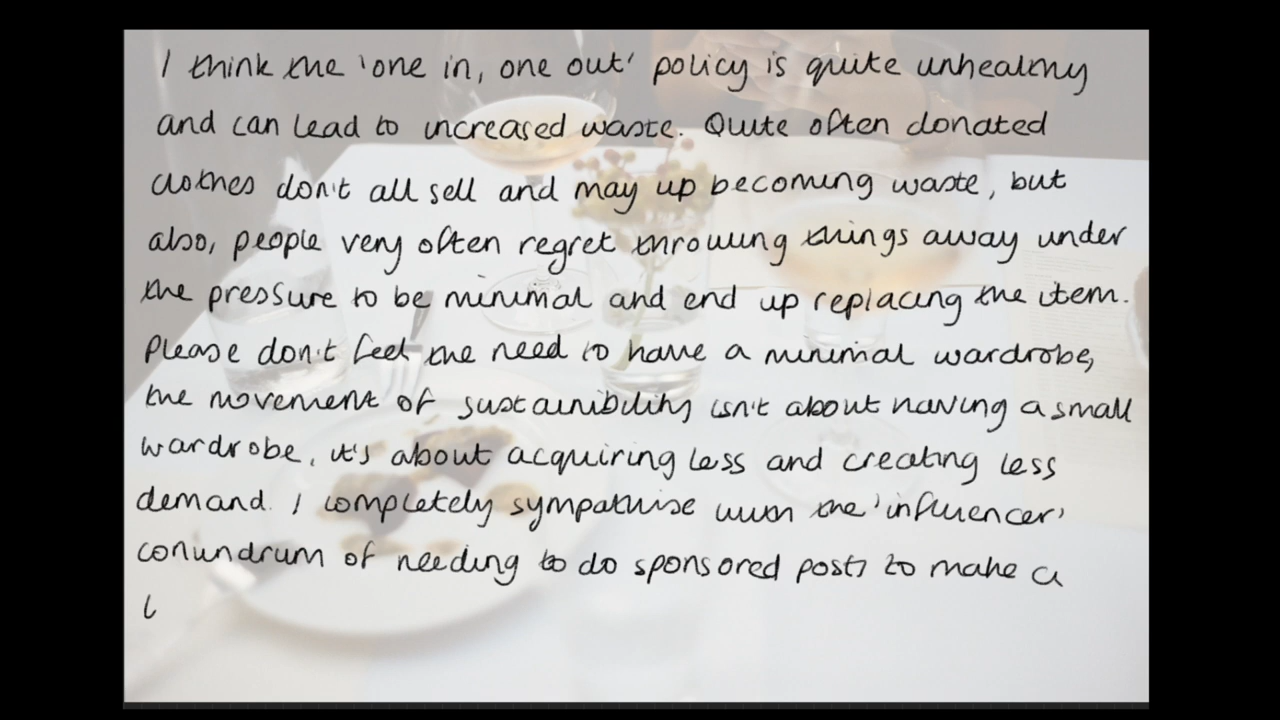 I think the 'one in, one out' policy is quite unhealthy
and can lead to increased waste. Quite often donated
clothes don't all sell and may up becoming waste, but
also, people very often regret throwing things away under
the pressure to be minimal and end up replacing the item.
Please don't feel the need to have a minimal wardrobe,
the movement of sustainibility isn't about having a small
wardrobe, it's about acquiring less and creating less
demand. I completely sympathise with the 'influencer'
conundrum of needing to do sponsored posts to make a
l